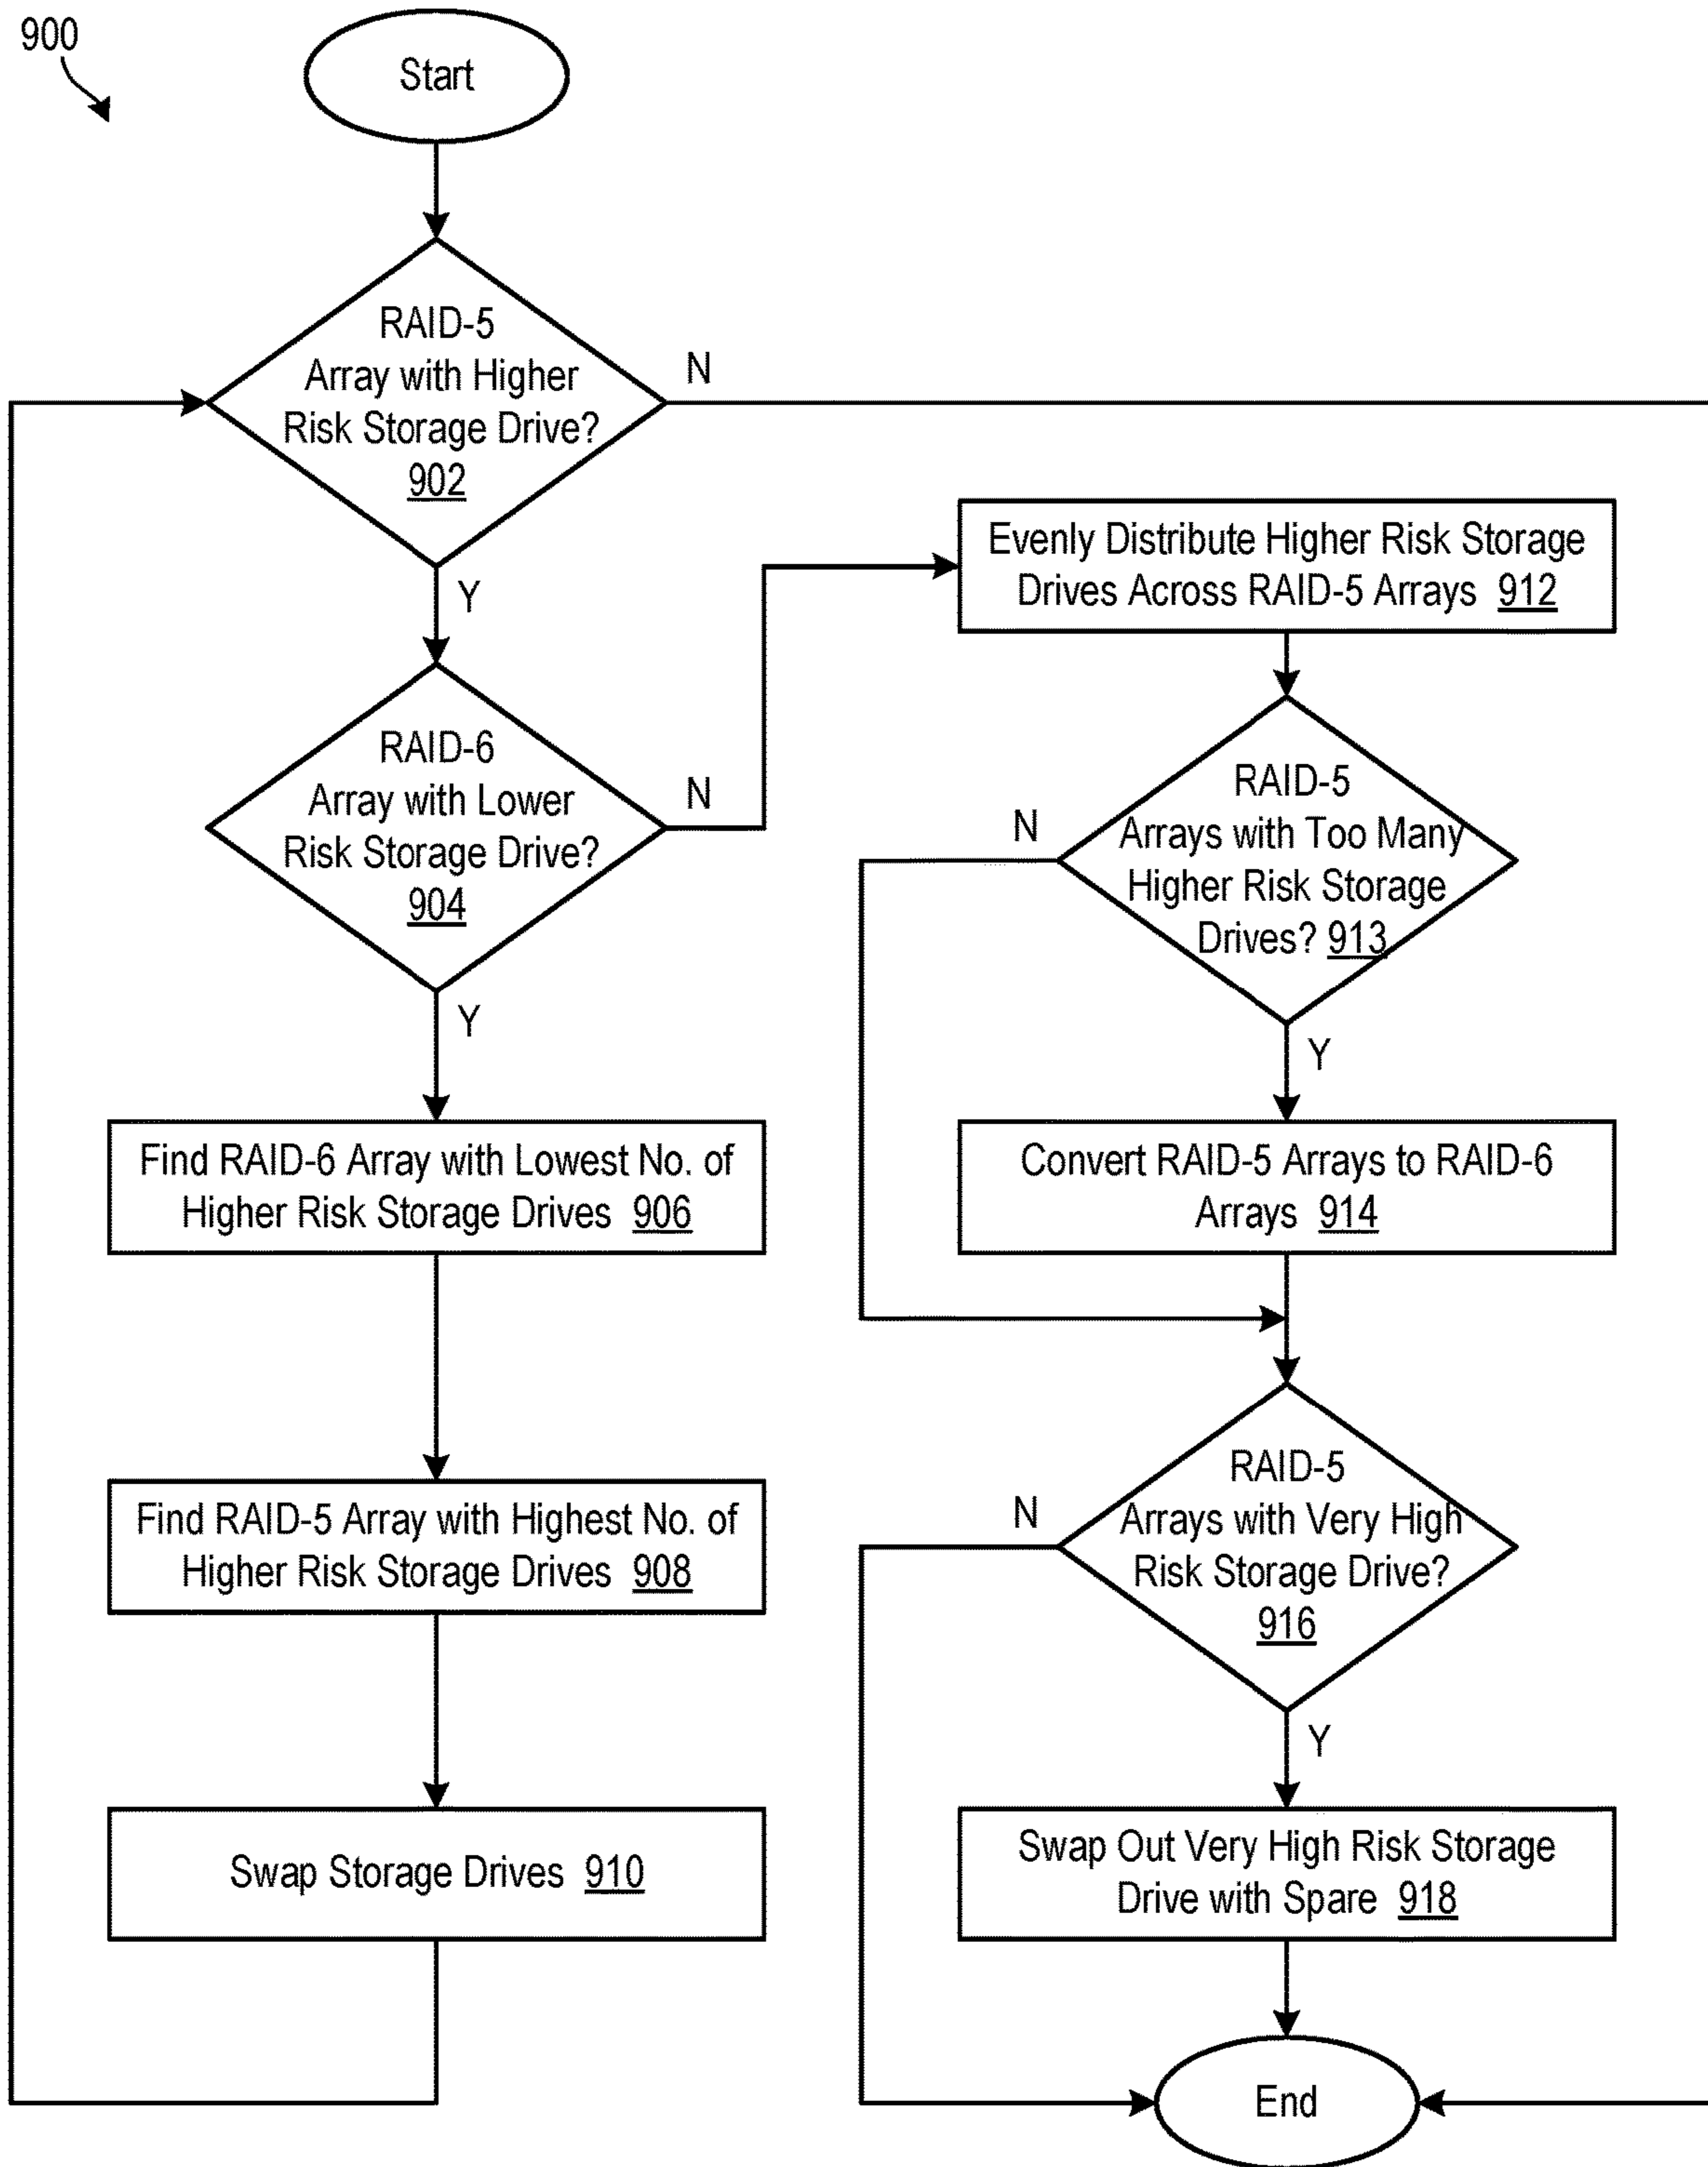 900
Start
RAID-5
Array with Higher
Risk Storage Drive?
902
N
Y
RAID-6
Array with Lower
Risk Storage Drive?
904
N
Y
Find RAID-6 Array with Lowest No. of
Higher Risk Storage Drives 906
Find RAID-5 Array with Highest No. of
Higher Risk Storage Drives 908
Swap Storage Drives 910
Evenly Distribute Higher Risk Storage
Drives Across RAID-5 Arrays 912
RAID-5
Arrays with Too Many
Higher Risk Storage
Drives? 913
N
Y
Convert RAID-5 Arrays to RAID-6
Arrays 914
RAID-5
Arrays with Very High
Risk Storage Drive?
916
N
Y
Swap Out Very High Risk Storage
Drive with Spare 918
End